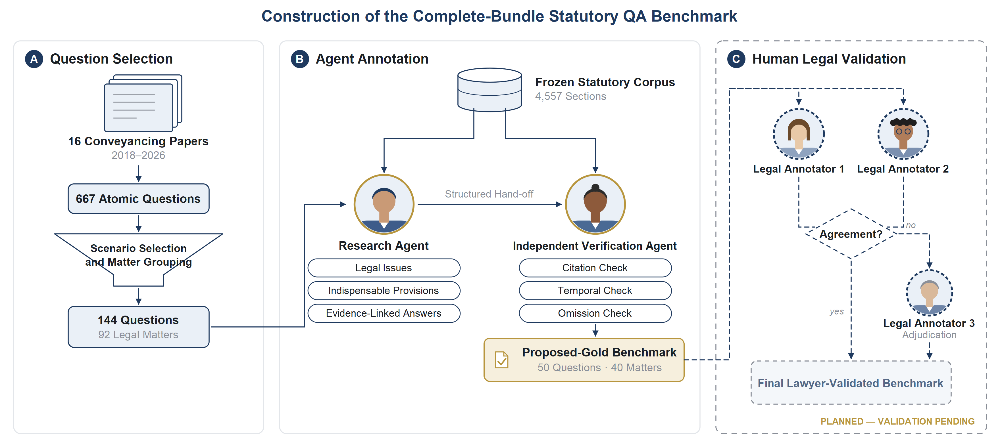 Construction of the Complete-Bundle Statutory QA Benchmark
A Question Selection
16 Conveyancing Papers
2018–2026
667 Atomic Questions
Scenario Selection
and Matter Grouping
144 Questions
92 Legal Matters
B Agent Annotation
Frozen Statutory Corpus
4,557 Sections
Structured Hand-off
Research Agent
Legal Issues
Indispensable Provisions
Evidence-Linked Answers
Independent Verification Agent
Citation Check
Temporal Check
Omission Check
Proposed-Gold Benchmark
50 Questions · 40 Matters
C Human Legal Validation
Legal Annotator 1
Legal Annotator 2
Agreement?
no
yes
Legal Annotator 3
Adjudication
Final Lawyer-Validated Benchmark
PLANNED — VALIDATION PENDING